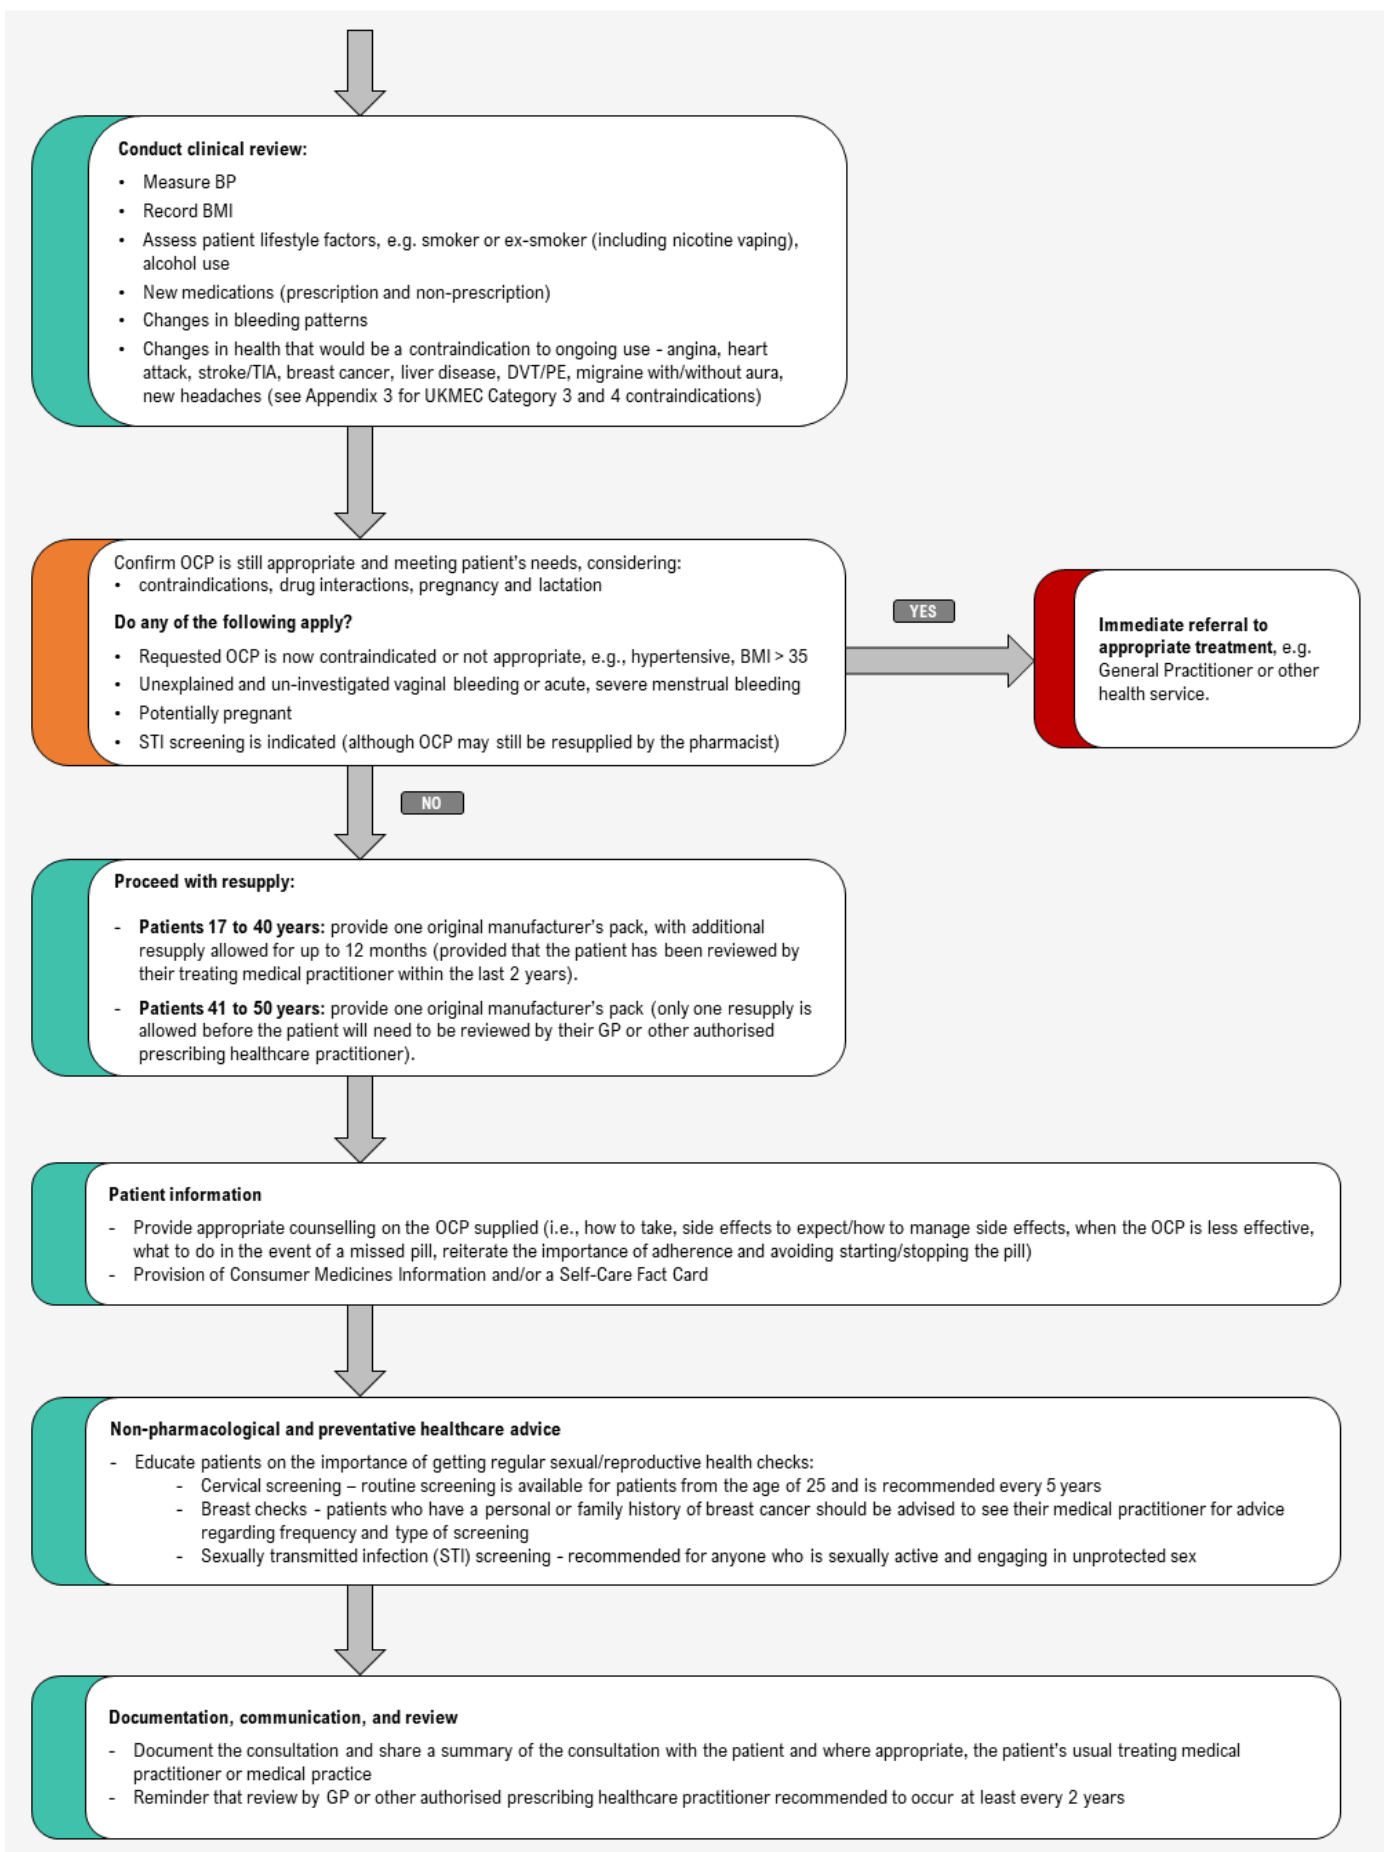 Conduct clinical review:
• Measure BP
• Record BMI
• Assess patient lifestyle factors, e.g. smoker or ex-smoker (including nicotine vaping),
alcohol use
• New medications (prescription and non-prescription)
• Changes in bleeding patterns
• Changes in health that would be a contraindication to ongoing use - angina, heart
attack, stroke/TIA, breast cancer, liver disease, DVT/PE, migraine with/without aura,
new headaches (see Appendix 3 for UKMEC Category 3 and 4 contraindications)
Confirm OCP is still appropriate and meeting patient's needs, considering:
• contraindications, drug interactions, pregnancy and lactation
Do any of the following apply?
• Requested OCP is now contraindicated or not appropriate, e.g., hypertensive, BMI > 35
• Unexplained and un-investigated vaginal bleeding or acute, severe menstrual bleeding
• Potentially pregnant
• STI screening is indicated (although OCP may still be resupplied by the pharmacist)
YES
Immediate referral to
appropriate treatment, e.g.
General Practitioner or other
health service.
NO
Proceed with resupply:
- Patients 17 to 40 years: provide one original manufacturer's pack, with additional
resupply allowed for up to 12 months (provided that the patient has been reviewed by
their treating medical practitioner within the last 2 years).
- Patients 41 to 50 years: provide one original manufacturer's pack (only one resupply is
allowed before the patient will need to be reviewed by their GP or other authorised
prescribing healthcare practitioner).
Patient information
- Provide appropriate counselling on the OCP supplied (i.e., how to take, side effects to expect/how to manage side effects, when the OCP is less effective,
what to do in the event of a missed pill, reiterate the importance of adherence and avoiding starting/stopping the pill)
- Provision of Consumer Medicines Information and/or a Self-Care Fact Card
Non-pharmacological and preventative healthcare advice
- Educate patients on the importance of getting regular sexual/reproductive health checks:
- Cervical screening – routine screening is available for patients from the age of 25 and is recommended every 5 years
- Breast checks - patients who have a personal or family history of breast cancer should be advised to see their medical practitioner for advice
regarding frequency and type of screening
- Sexually transmitted infection (STI) screening - recommended for anyone who is sexually active and engaging in unprotected sex
Documentation, communication, and review
- Document the consultation and share a summary of the consultation with the patient and where appropriate, the patient's usual treating medical
practitioner or medical practice
- Reminder that review by GP or other authorised prescribing healthcare practitioner recommended to occur at least every 2 years